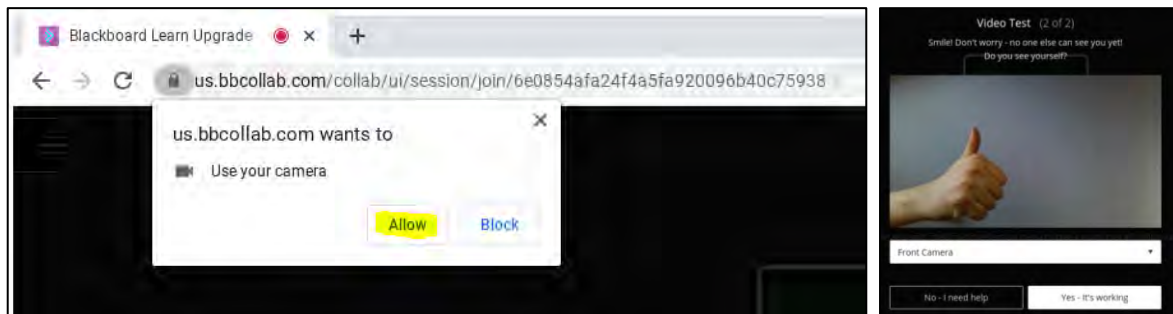 Blackboard Learn Upgrade
us.bbcollab.com/collab/ui/session/join/6e0854afa24f4a5fa920096b40c75938
us.bbcollab.com wants to
Use your camera
Allow
Block
Video Test (2 of 2)
Smile! Don't worry - no one else can see you yet!
Do you see yourself?
Front Camera
No - I need help
Yes - It's working